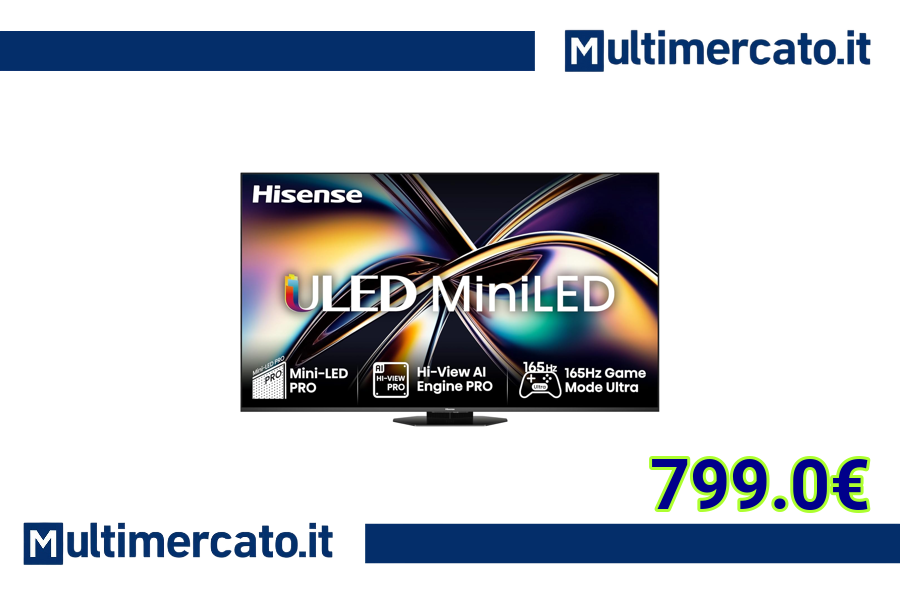 Multimercato.it
Hisense
ULED MiniLED
Mini-LED PRO
PRO
Mini-LED
PRO
AI
HI-VIEW
PRO
Hi-View AI
Engine PRO
165Hz
Ultra
165Hz Game
Mode Ultra
Hisense
799.0€
Multimercato.it